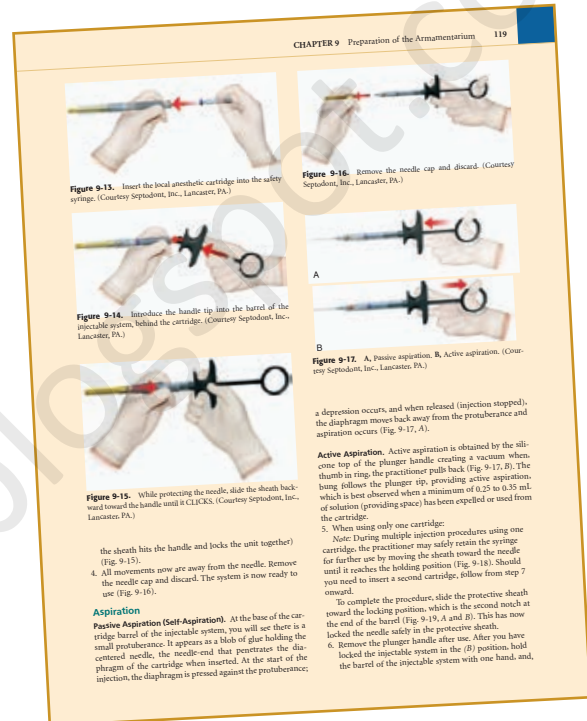 CHAPTER 9 Preparation of the Armamentarium 119
Figure 9-13. Insert the local anesthetic cartridge into the safety
syringe. (Courtesy Septodont, Inc., Lancaster, PA.)
Figure 9-14. Introduce the handle tip into the barrel of the
injectable system, behind the cartridge. (Courtesy Septodont, Inc.,
Lancaster, PA.)
Figure 9-15. While protecting the needle, slide the sheath back-
ward toward the handle until it CLICKS. (Courtesy Septodont, Inc.,
Lancaster, PA.)
the sheath hits the handle and locks the unit together)
(Fig. 9-15).
4. All movements now are away from the needle. Remove
the needle cap and discard. The system is now ready to
use (Fig. 9-16).
Aspiration
Passive Aspiration (Self-Aspiration). At the base of the car-
tridge barrel of the injectable system, you will see there is a
small protuberance. It appears as a blob of glue holding the
centered needle, the needle-end that penetrates the dia-
phragm of the cartridge when inserted. At the start of the
injection, the diaphragm is pressed against the protuberance;
Figure 9-16. Remove the needle cap and discard. (Courtesy
Septodont, Inc., Lancaster, PA.)
A
B
Figure 9-17. A, Passive aspiration. B, Active aspiration. (Cour-
tesy Septodont, Inc., Lancaster, PA.)
a depression occurs, and when released (injection stopped),
the diaphragm moves back away from the protuberance and
aspiration occurs (Fig. 9-17, A).
Active Aspiration. Active aspiration is obtained by the sili-
cone top of the plunger handle creating a vacuum when,
thumb in ring, the practitioner pulls back (Fig. 9-17, B). The
bung follows the plunger tip, providing active aspiration,
which is best observed when a minimum of 0.25 to 0.35 mL
of solution (providing space) has been expelled or used from
the cartridge.
5. When using only one cartridge:
Note: During multiple injection procedures using one
cartridge, the practitioner may safely retain the syringe
for further use by moving the sheath toward the needle
until it reaches the holding position (Fig. 9-18). Should
you need to insert a second cartridge, follow from step 7
onward.
To complete the procedure, slide the protective sheath
toward the locking position, which is the second notch at
the end of the barrel (Fig. 9-19, A and B). This has now
locked the needle safely in the protective sheath.
6. Remove the plunger handle after use. After you have
locked the injectable system in the (B) position, hold
the barrel of the injectable system with one hand, and,